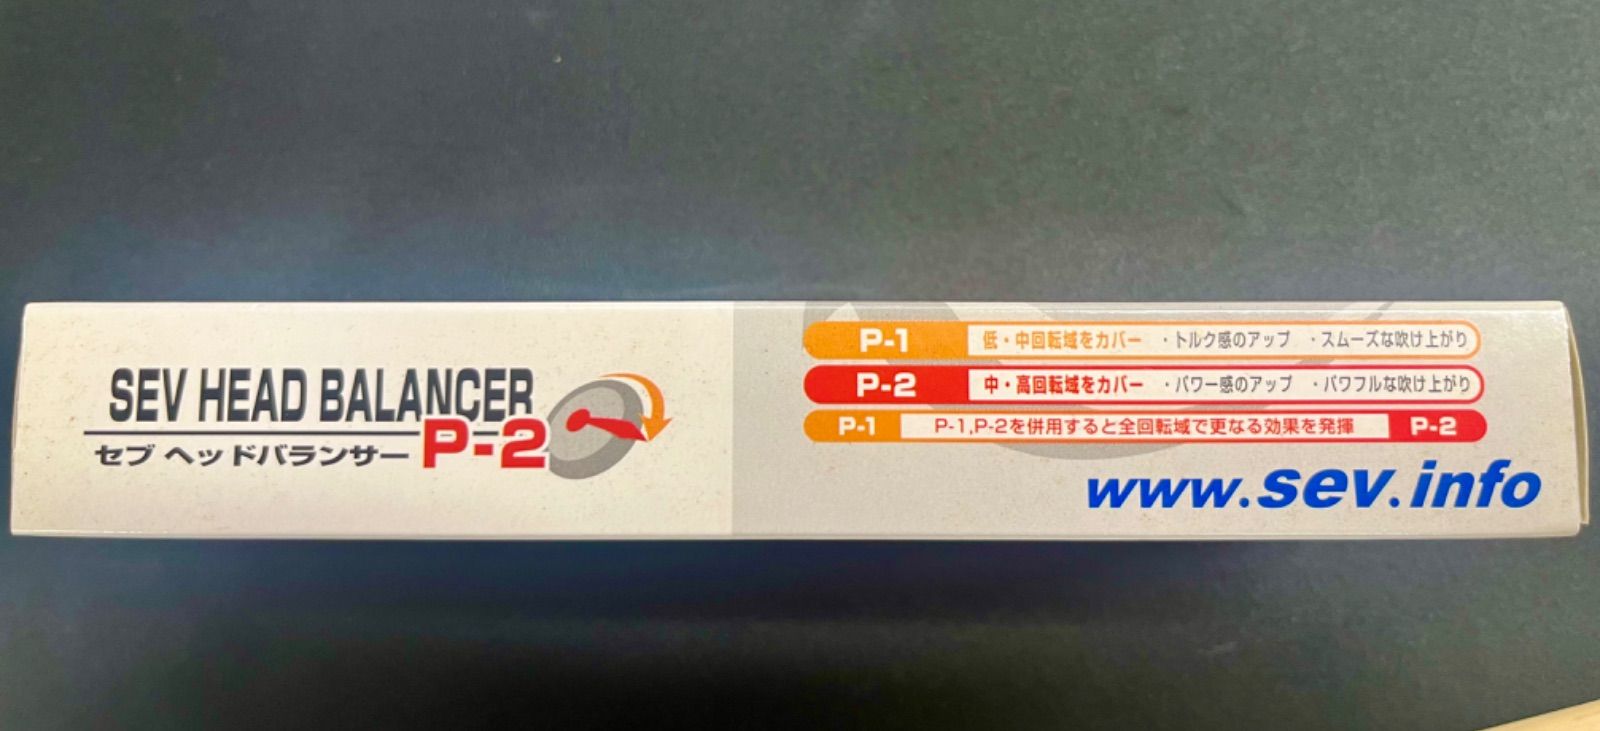 SEV HEAD BALANCER
セブ ヘッドバランサー P-2
P-1 低・中回転域をカバー ・トルク感のアップ ・スムーズな吹け上がり
P-2 中・高回転域をカバー ・パワー感のアップ ・パワフルな吹け上がり
P-1 P-1,P-2を併用すると全回転域で更なる効果を発揮 P-2
www.sev.info